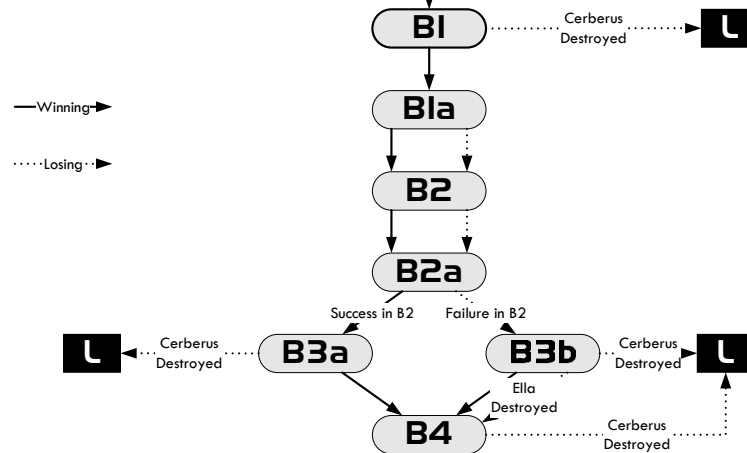 B1
Cerberus
Destroyed
L
Winning
B1a
Losing
B2
B2a
Success in B2
Failure in B2
L
Cerberus
Destroyed
B3a
B3b
Cerberus
Destroyed
L
Ella
Destroyed
B4
Cerberus
Destroyed